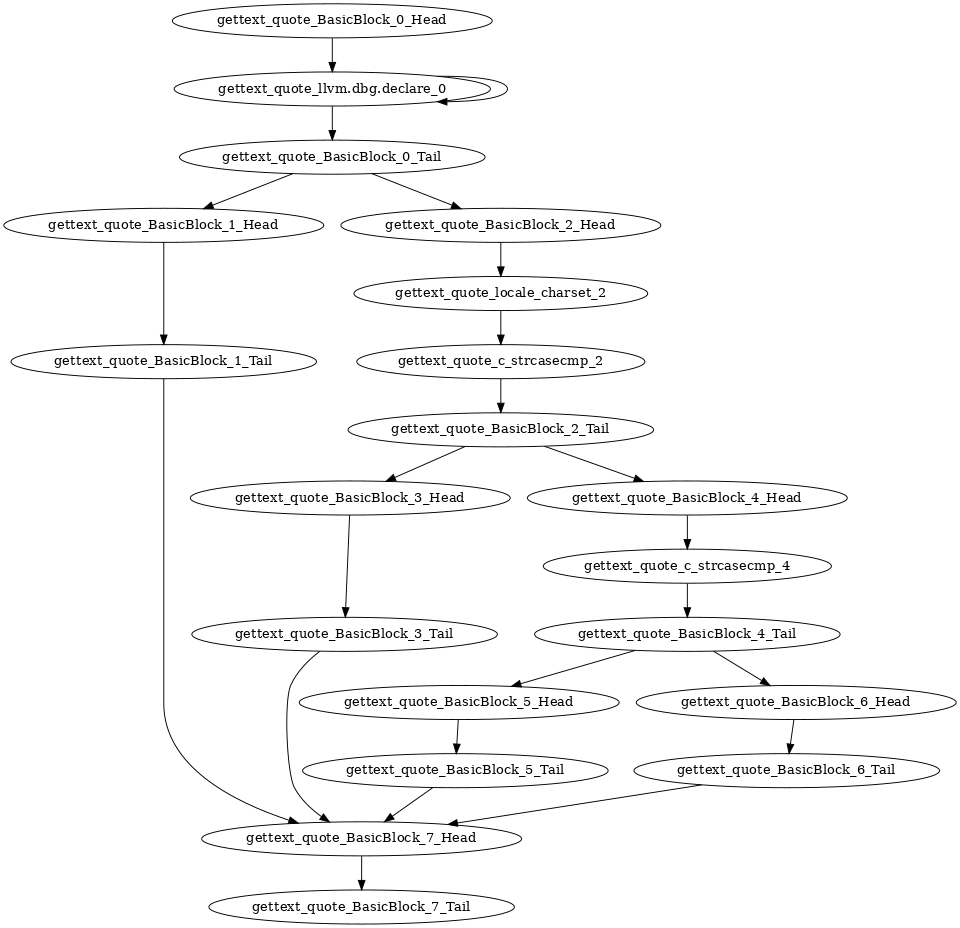 gettext_quote_BasicBlock_0_Head
gettext_quote_llvm.dbg.declare_0
gettext_quote_BasicBlock_0_Tail
gettext_quote_BasicBlock_1_Head
gettext_quote_BasicBlock_2_Head
gettext_quote_locale_charset_2
gettext_quote_BasicBlock_1_Tail
gettext_quote_c_strcasecmp_2
gettext_quote_BasicBlock_2_Tail
gettext_quote_BasicBlock_3_Head
gettext_quote_BasicBlock_4_Head
gettext_quote_c_strcasecmp_4
gettext_quote_BasicBlock_3_Tail
gettext_quote_BasicBlock_4_Tail
gettext_quote_BasicBlock_5_Head
gettext_quote_BasicBlock_6_Head
gettext_quote_BasicBlock_5_Tail
gettext_quote_BasicBlock_6_Tail
gettext_quote_BasicBlock_7_Head
gettext_quote_BasicBlock_7_Tail